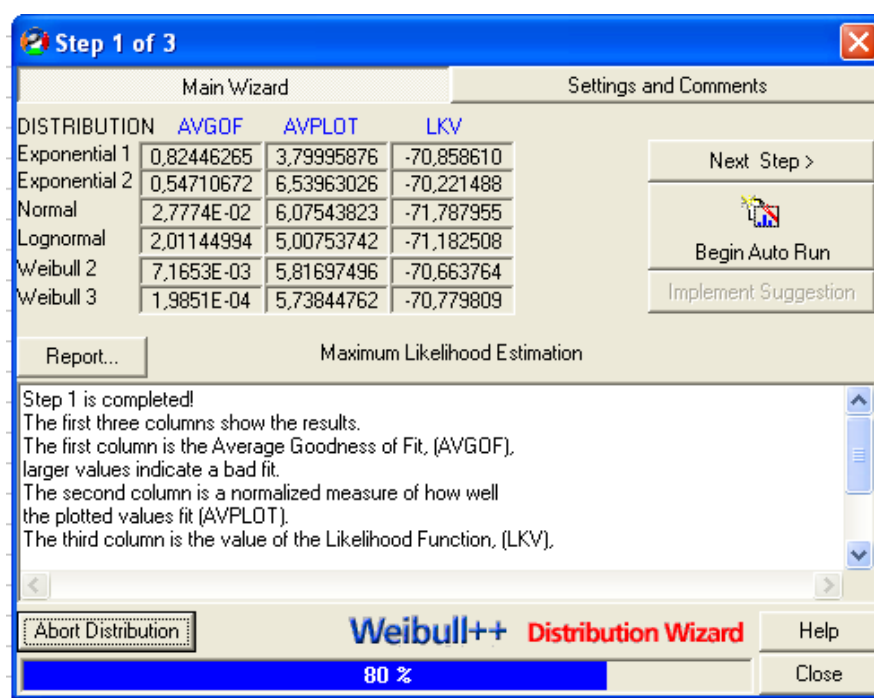 Step 1 of 3
Main Wizard Settings and Comments
DISTRIBUTION AVGOF AVPLOT LKV
Exponential 1 0,82446265 3,79995876 -70,858610
Exponential 2 0,54710672 6,53963026 -70,221488
Normal 2,7774E-02 6,07543823 -71,787955
Lognormal 2,01144994 5,00753742 -71,182508
Weibull 2 7,1653E-03 5,81697496 -70,663764
Weibull 3 1,9851E-04 5,73844762 -70,779809
Next Step >
Begin Auto Run
Implement Suggestion
Report... Maximum Likelihood Estimation
Step 1 is completed!
The first three columns show the results.
The first column is the Average Goodness of Fit, (AVGOF),
larger values indicate a bad fit.
The second column is a normalized measure of how well
the plotted values fit (AVPLOT).
The third column is the value of the Likelihood Function, (LKV),
Abort Distribution Weibull++ Distribution Wizard Help
80 % Close